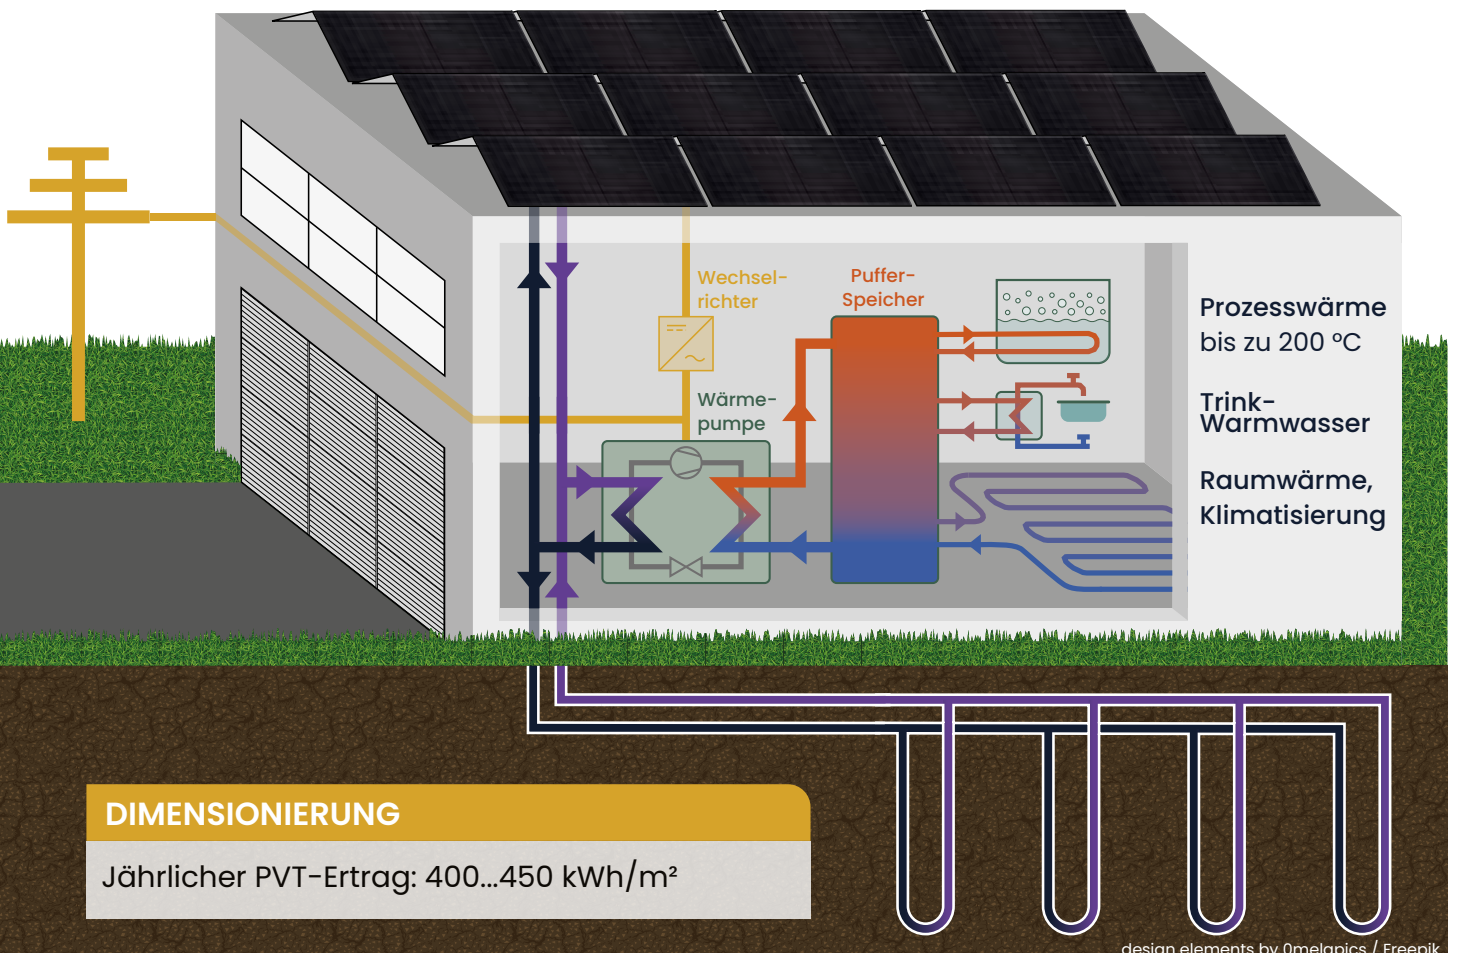 Wechsel-
richter
Puffer-
Speicher
Wärme-
pumpe
Prozesswärme
bis zu 200 °C
Trink-
Warmwasser
Raumwärme,
Klimatisierung
DIMENSIONIERUNG
Jährlicher PVT-Ertrag: 400...450 kWh/m²
design elements by 0melapics / Freepik